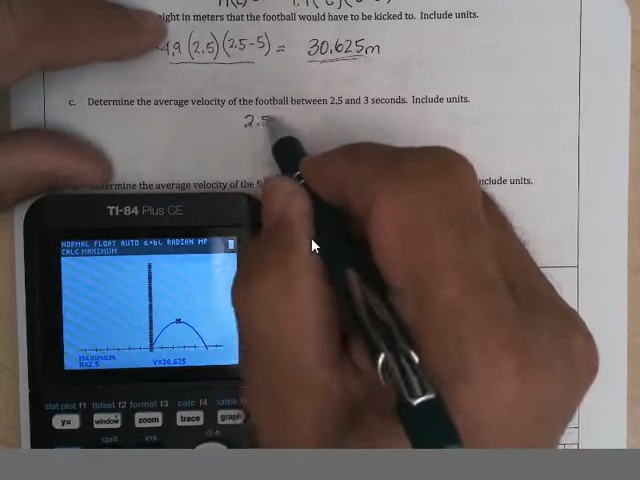 ight in meters that the football would have to be kicked to. Include units.
4.9 (2.5)(2.5-5) = 30.625m
c. Determine the average velocity of the football between 2.5 and 3 seconds. Include units.
2.5
ermine the average velocity of the
nclude units.
TI-84 Plus CE
NORMAL FLOAT AUTO a+bi RADIAN MP
CALC MAXIMUM
Maximum
X=2.5 Y=30.625
stat plot f1 tblset f2 format f3 calc f4 table
y= window zoom trace graph
quit ins